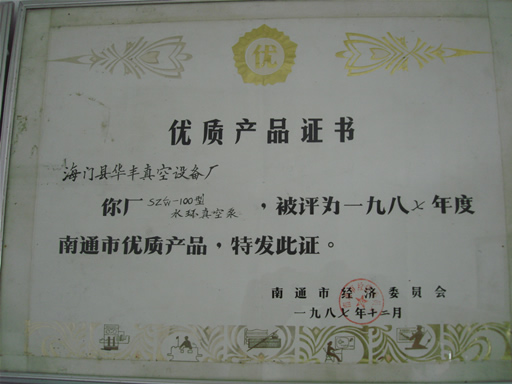 优
优质产品证书
海门县华丰真空设备厂
你厂 SZ-100型 水环真空泵，被评为一九八七年度
南通市优质产品，特发此证。
南通市经济委员会
一九八七年十二月